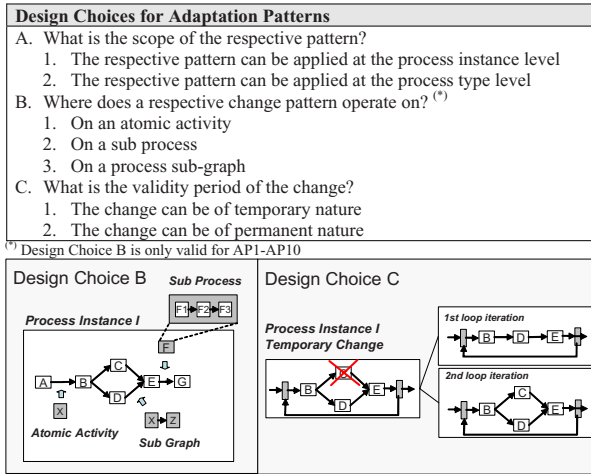 Design Choices for Adaptation Patterns
A. What is the scope of the respective pattern?
1. The respective pattern can be applied at the process instance level
2. The respective pattern can be applied at the process type level
B. Where does a respective change pattern operate on? (*)
1. On an atomic activity
2. On a sub process
3. On a process sub-graph
C. What is the validity period of the change?
1. The change can be of temporary nature
2. The change can be of permanent nature
(*) Design Choice B is only valid for AP1-AP10
Design Choice B
Sub Process
F1 F2 F3
Process Instance I
F
C
A B E G
D
X
X Z
Atomic Activity
Sub Graph
Design Choice C
Process Instance I
Temporary Change
B E
D
1st loop iteration
B D E
2nd loop iteration
C
B E
D